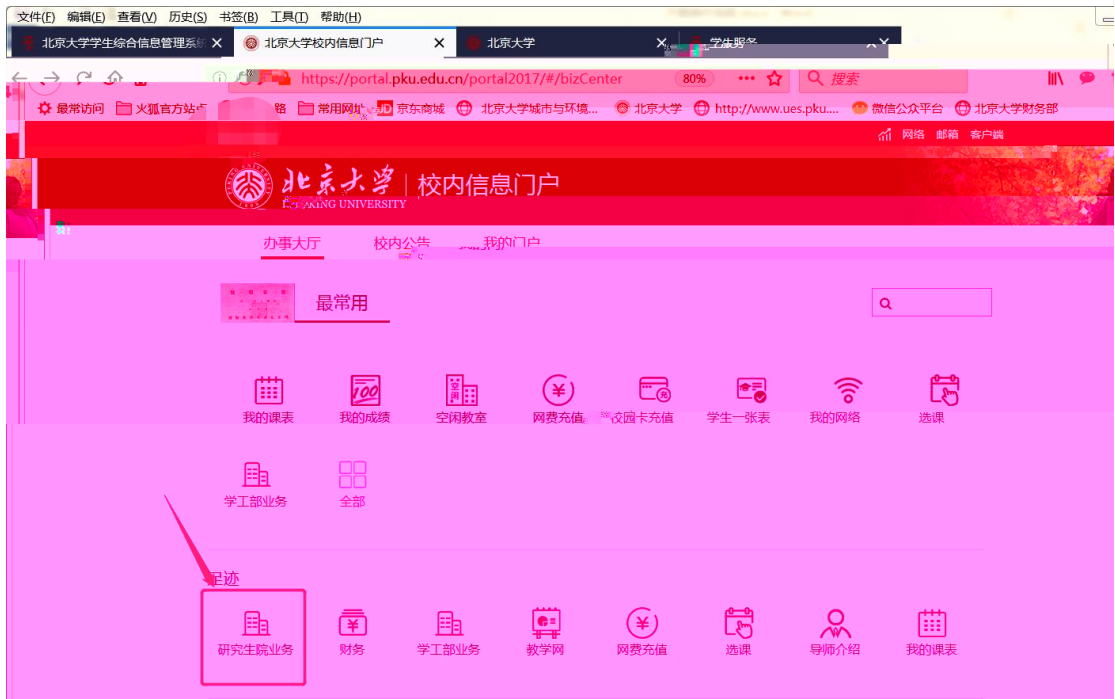 文件(F) 编辑(E) 查看(V) 历史(S) 书签(B) 工具(T) 帮助(H)
北京大学学生综合信息管理系统 北京大学校内信息门户 北京大学 学生服务
https://portal.pku.edu.cn/portal2017/#/bizCenter 80% 搜索
最常访问 火狐官方站点 常用网址 JD 京东商城 北京大学城市与环境... 北京大学 http://www.ues.pku.... 微信公众平台 北京大学财务部
网络 邮箱 客户端
北京大学 校内信息门户
PEKING UNIVERSITY
办事大厅 校内公告 我的门户
最常用
我的课表 我的成绩 空闲教室 网费充值 校园卡充值 学生一张表 我的网络 选课
学工部业务 全部
足迹
研究生院业务 财务 学工部业务 教学网 网费充值 选课 导师介绍 我的课表